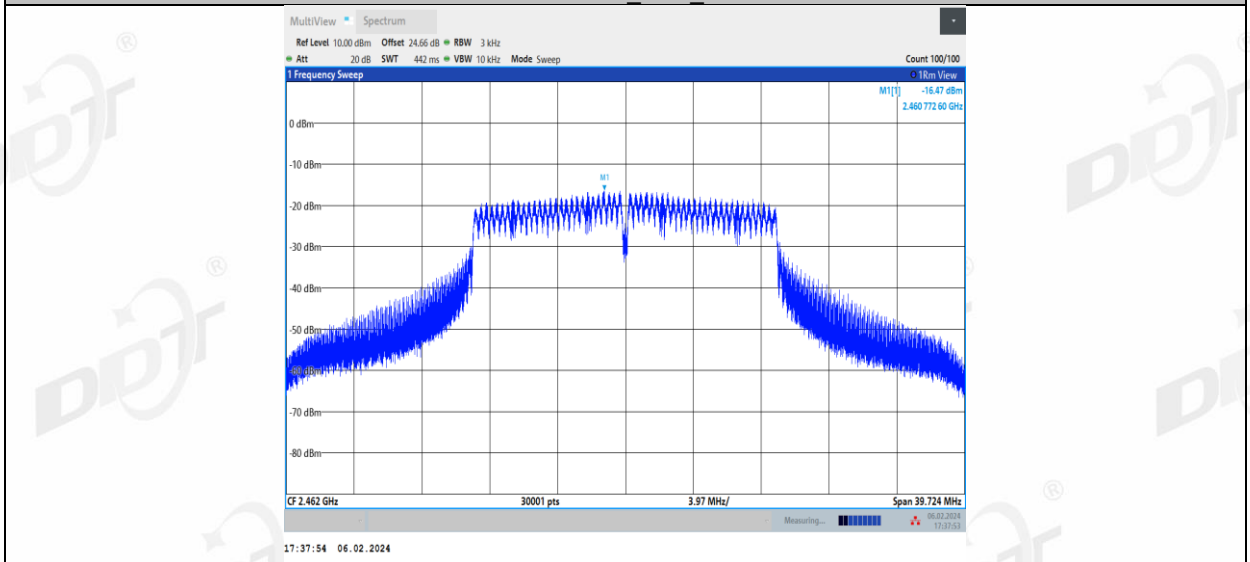 MultiView Spectrum
Ref Level 10.00 dBm Offset 24.66 dB RBW 3 kHz
Att 20 dB SWT 442 ms VBW 10 kHz Mode Sweep Count 100/100
1 Frequency Sweep 1Rm View
M1[1] -16.47 dBm
2.460 772 60 GHz
0 dBm
-10 dBm
M1
-20 dBm
-30 dBm
-40 dBm
-50 dBm
-60 dBm
-70 dBm
-80 dBm
CF 2.462 GHz 30001 pts 3.97 MHz/ Span 39.724 MHz
Measuring... 06.02.2024
17:37:53
17:37:54 06.02.2024
DDT
®